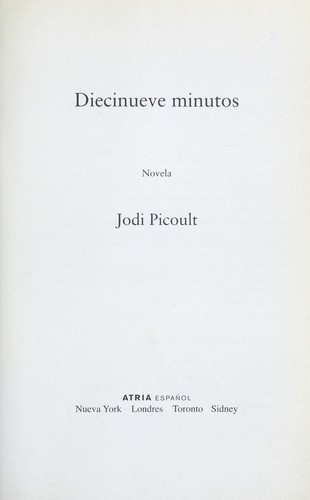 Diecinueve minutos
Novela
Jodi Picoult
ATRIA ESPAÑOL
Nueva York Londres Toronto Sidney